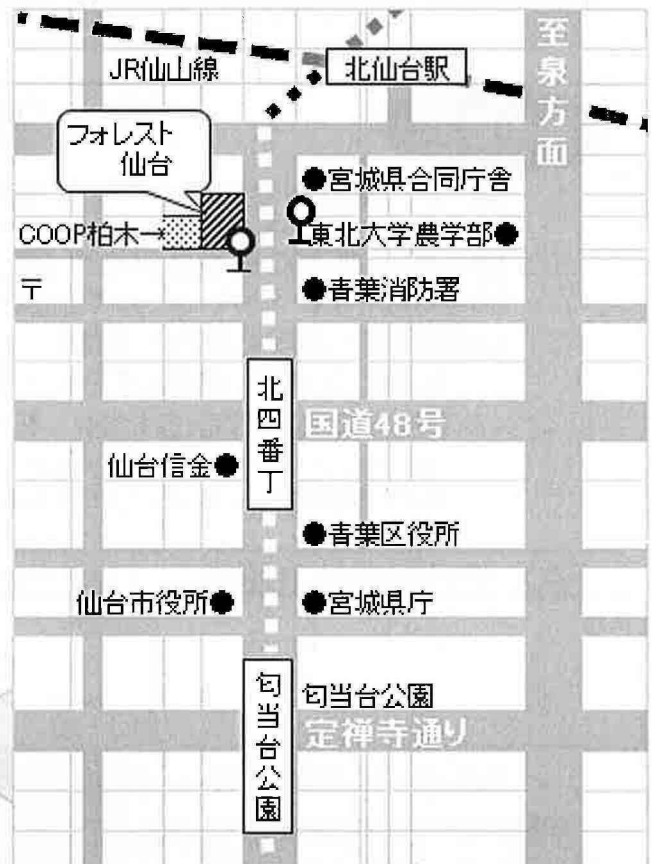 JR仙山線
北仙台駅
至泉方面
フォレスト
仙台
●宮城県合同庁舎
COOP柏木→
東北大学農学部●
〒
●青葉消防署
北四番丁
国道48号
仙台信金●
●青葉区役所
仙台市役所●
●宮城県庁
匂当台公園
匂当台公園
定禅寺通り